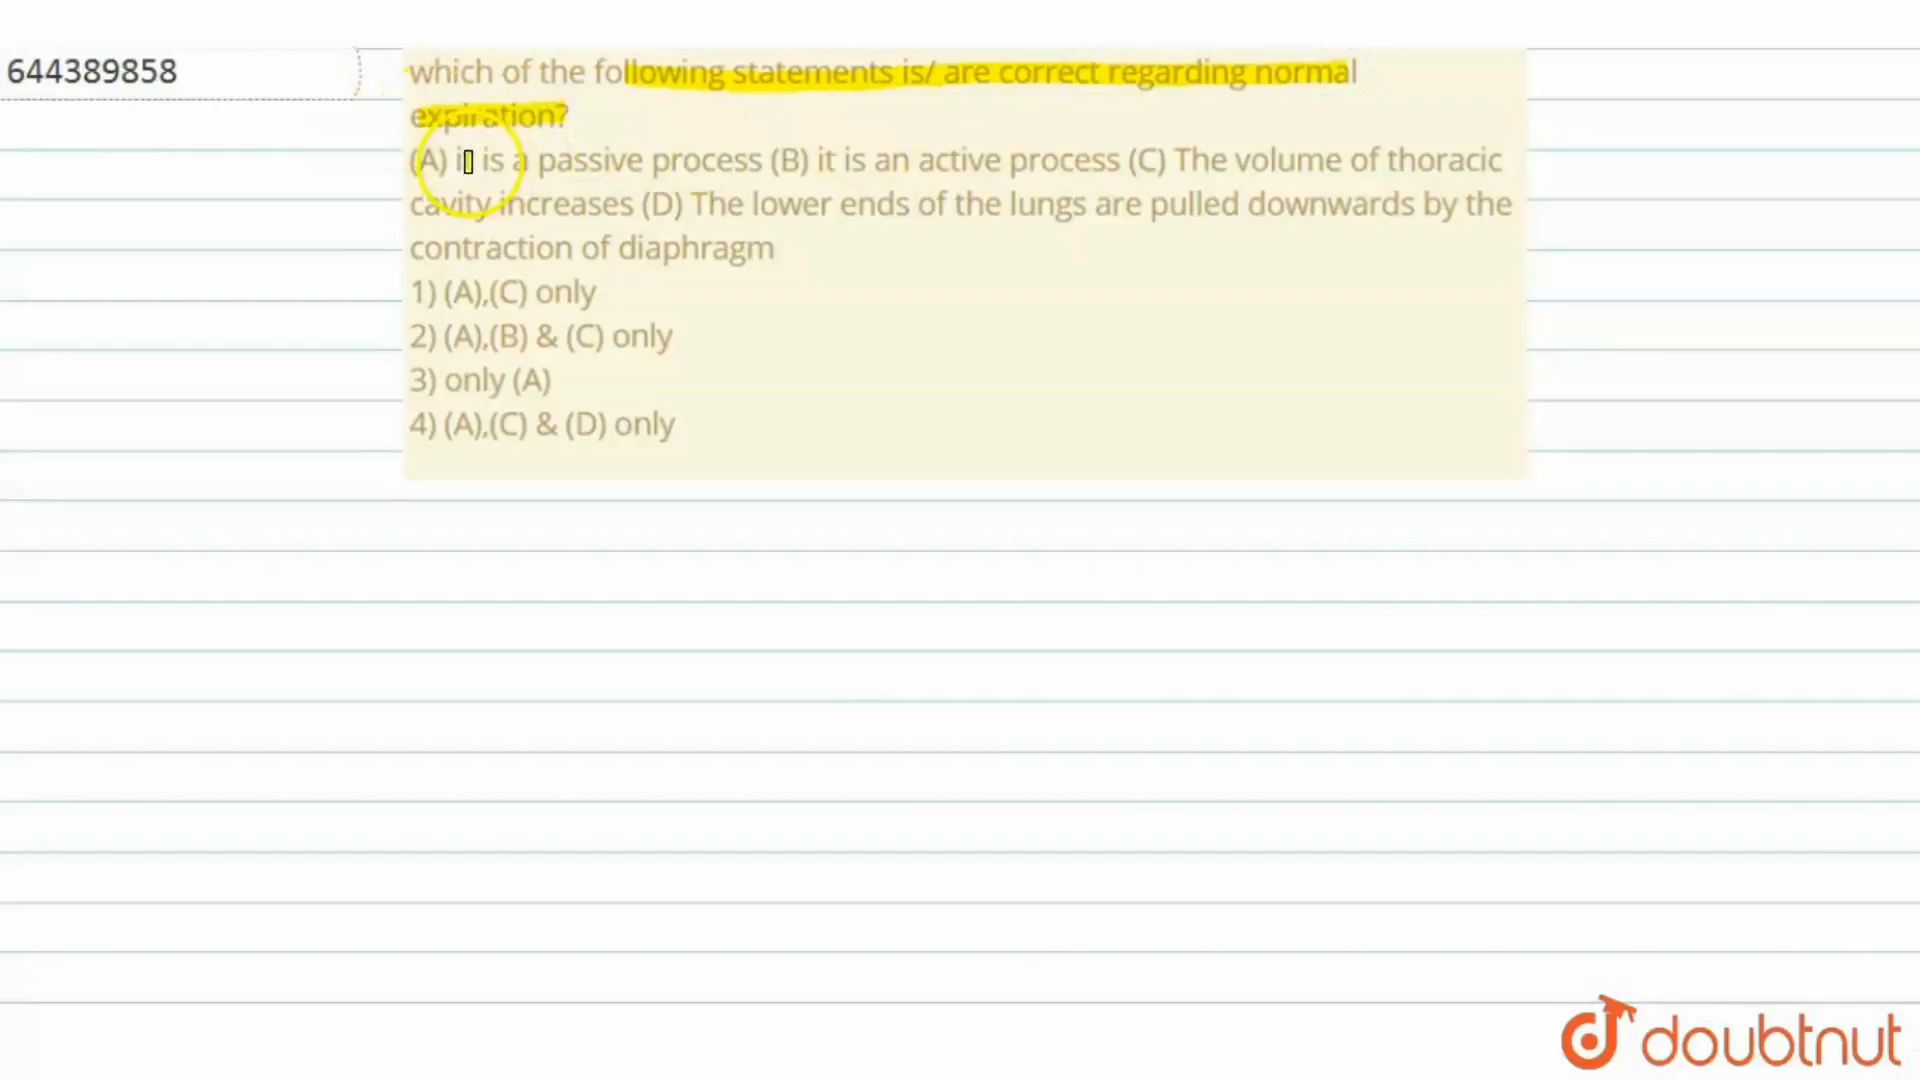 644389858
which of the following statements is/ are correct regarding normal
expiration?
(A) it is a passive process (B) it is an active process (C) The volume of thoracic
cavity increases (D) The lower ends of the lungs are pulled downwards by the
contraction of diaphragm
1) (A),(C) only
2) (A),(B) & (C) only
3) only (A)
4) (A),(C) & (D) only
doubtnut